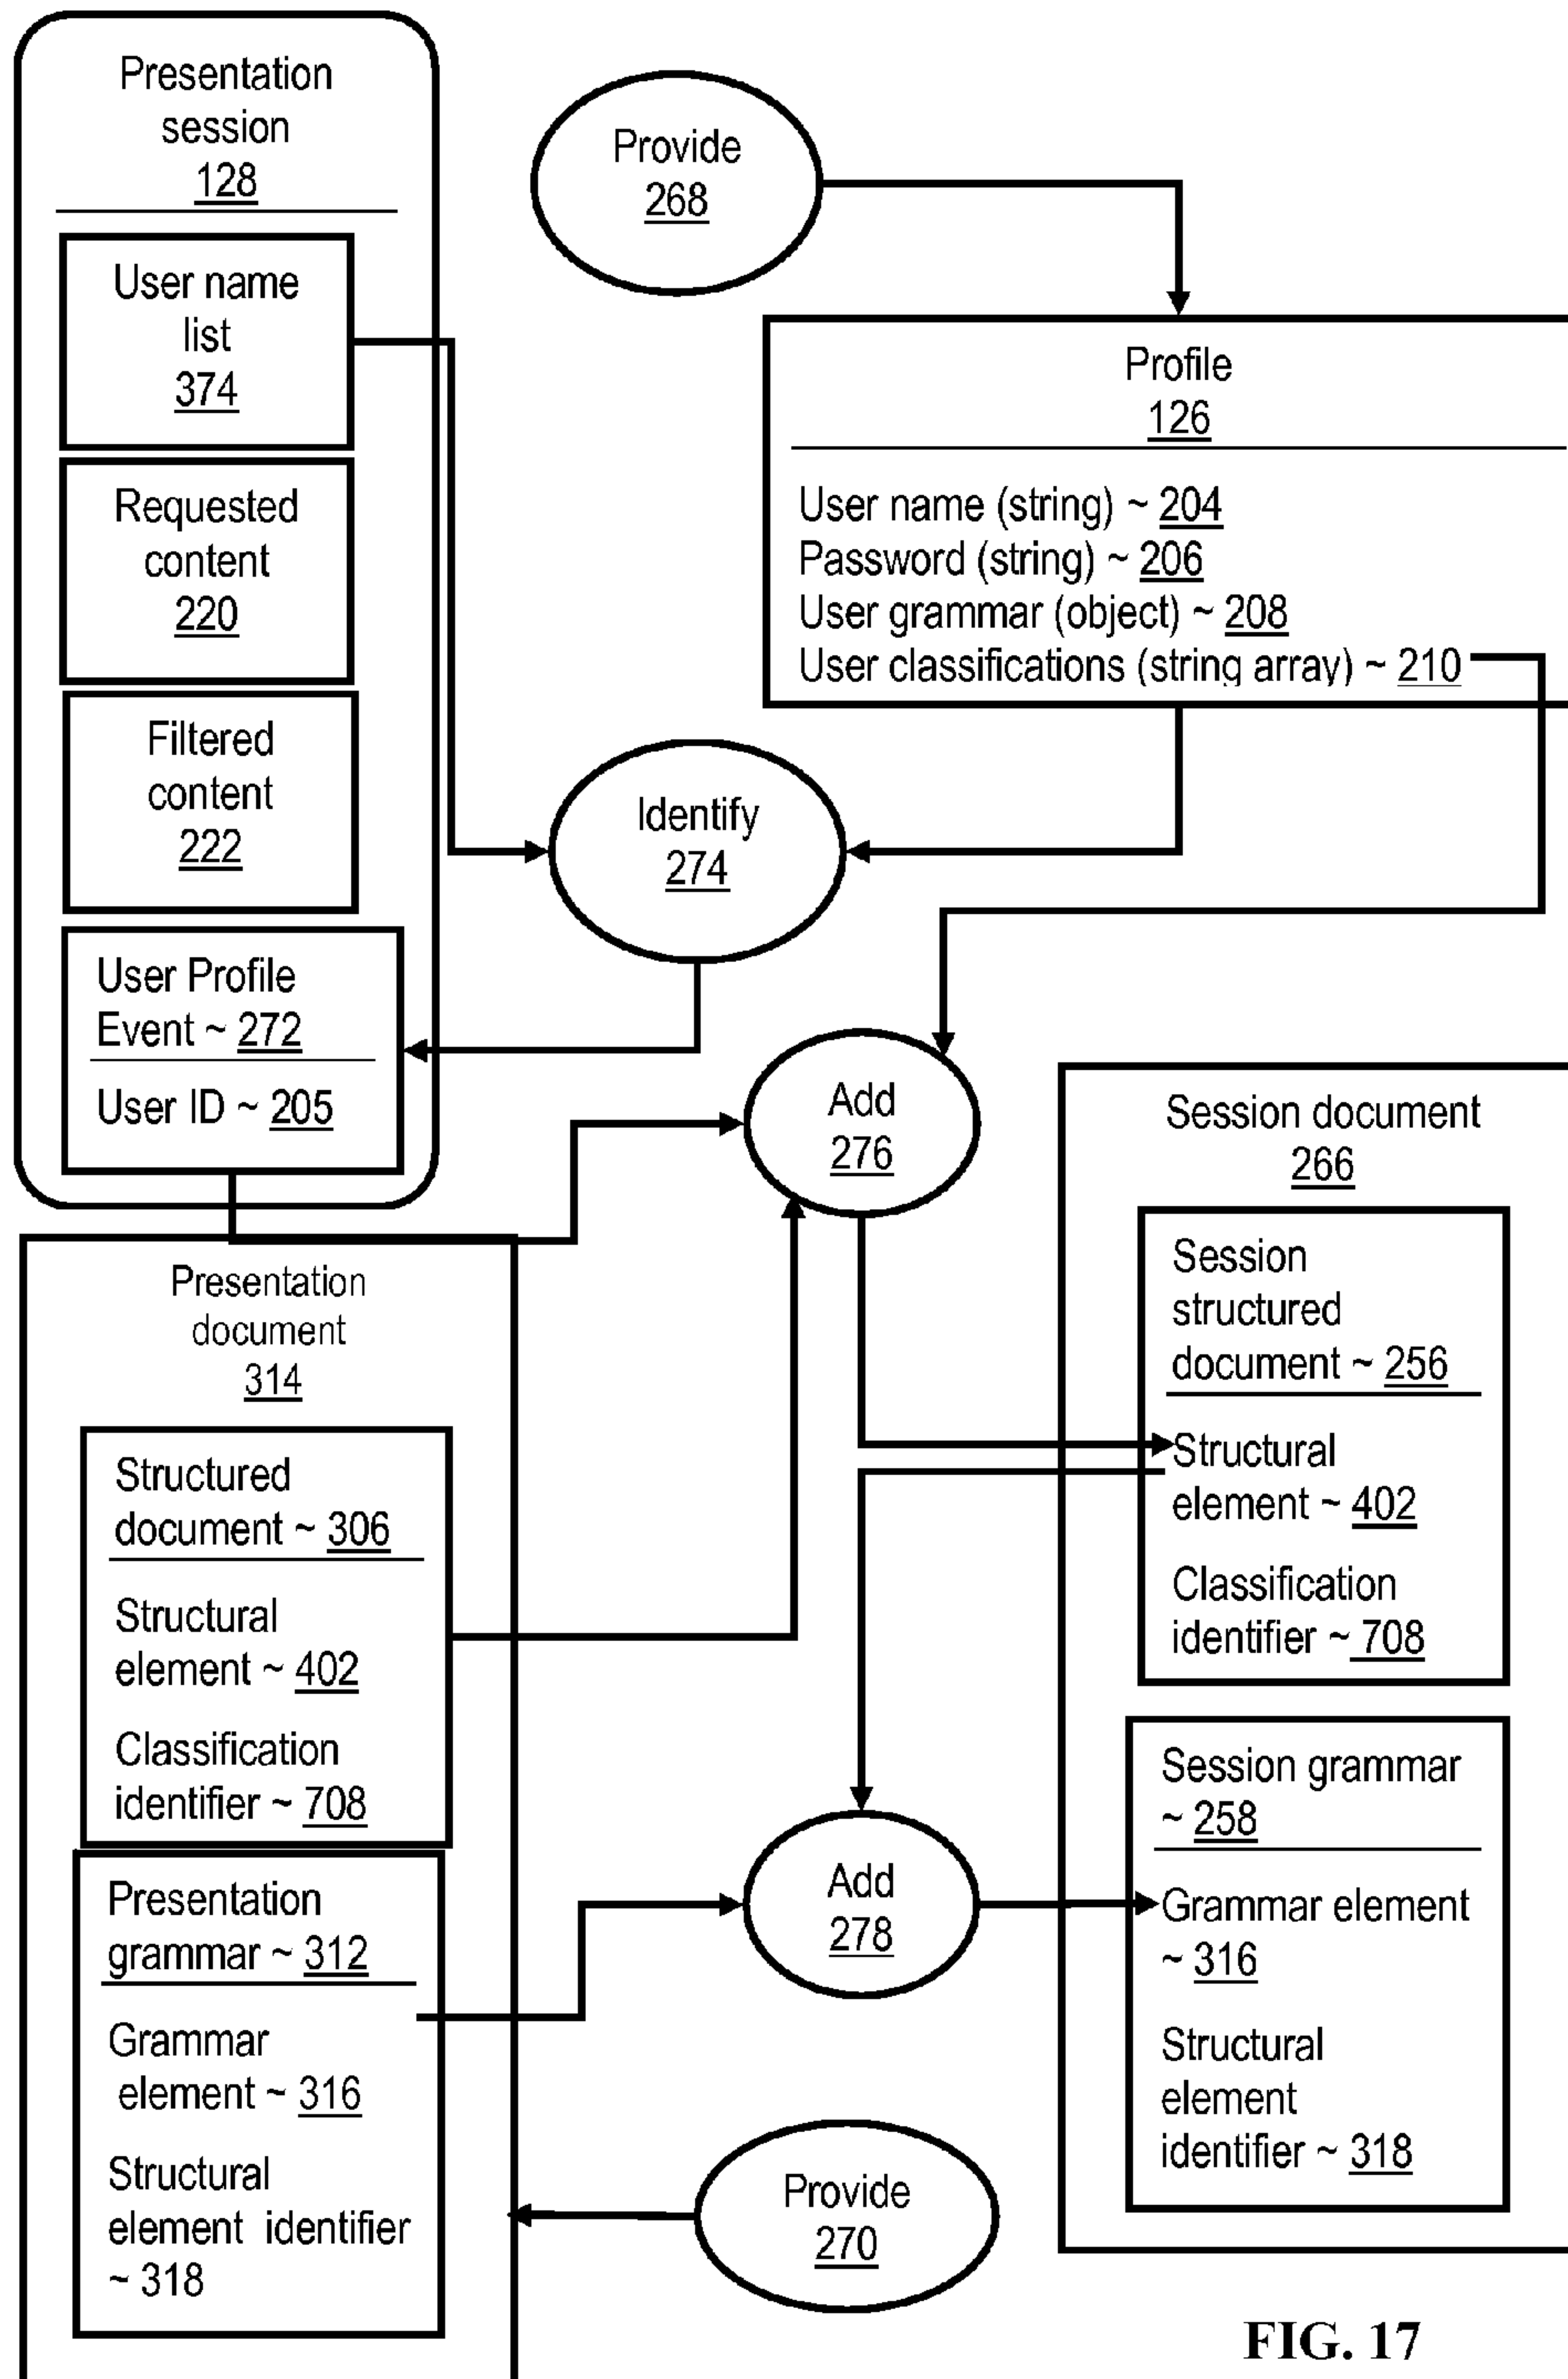 Presentation
session
128
User name
list
374
Requested
content
220
Filtered
content
222
User Profile
Event ~ 272
User ID ~ 205
Provide
268
Profile
126
User name (string) ~ 204
Password (string) ~ 206
User grammar (object) ~ 208
User classifications (string array) ~ 210
Identify
274
Add
276
Presentation
document
314
Structured
document ~ 306
Structural
element ~ 402
Classification
identifier ~ 708
Presentation
grammar ~ 312
Grammar
element ~ 316
Structural
element identifier
~ 318
Session document
266
Session
structured
document ~ 256
Structural
element ~ 402
Classification
identifier ~ 708
Session grammar
~ 258
Grammar element
~ 316
Structural
element
identifier ~ 318
Add
278
Provide
270
FIG. 17